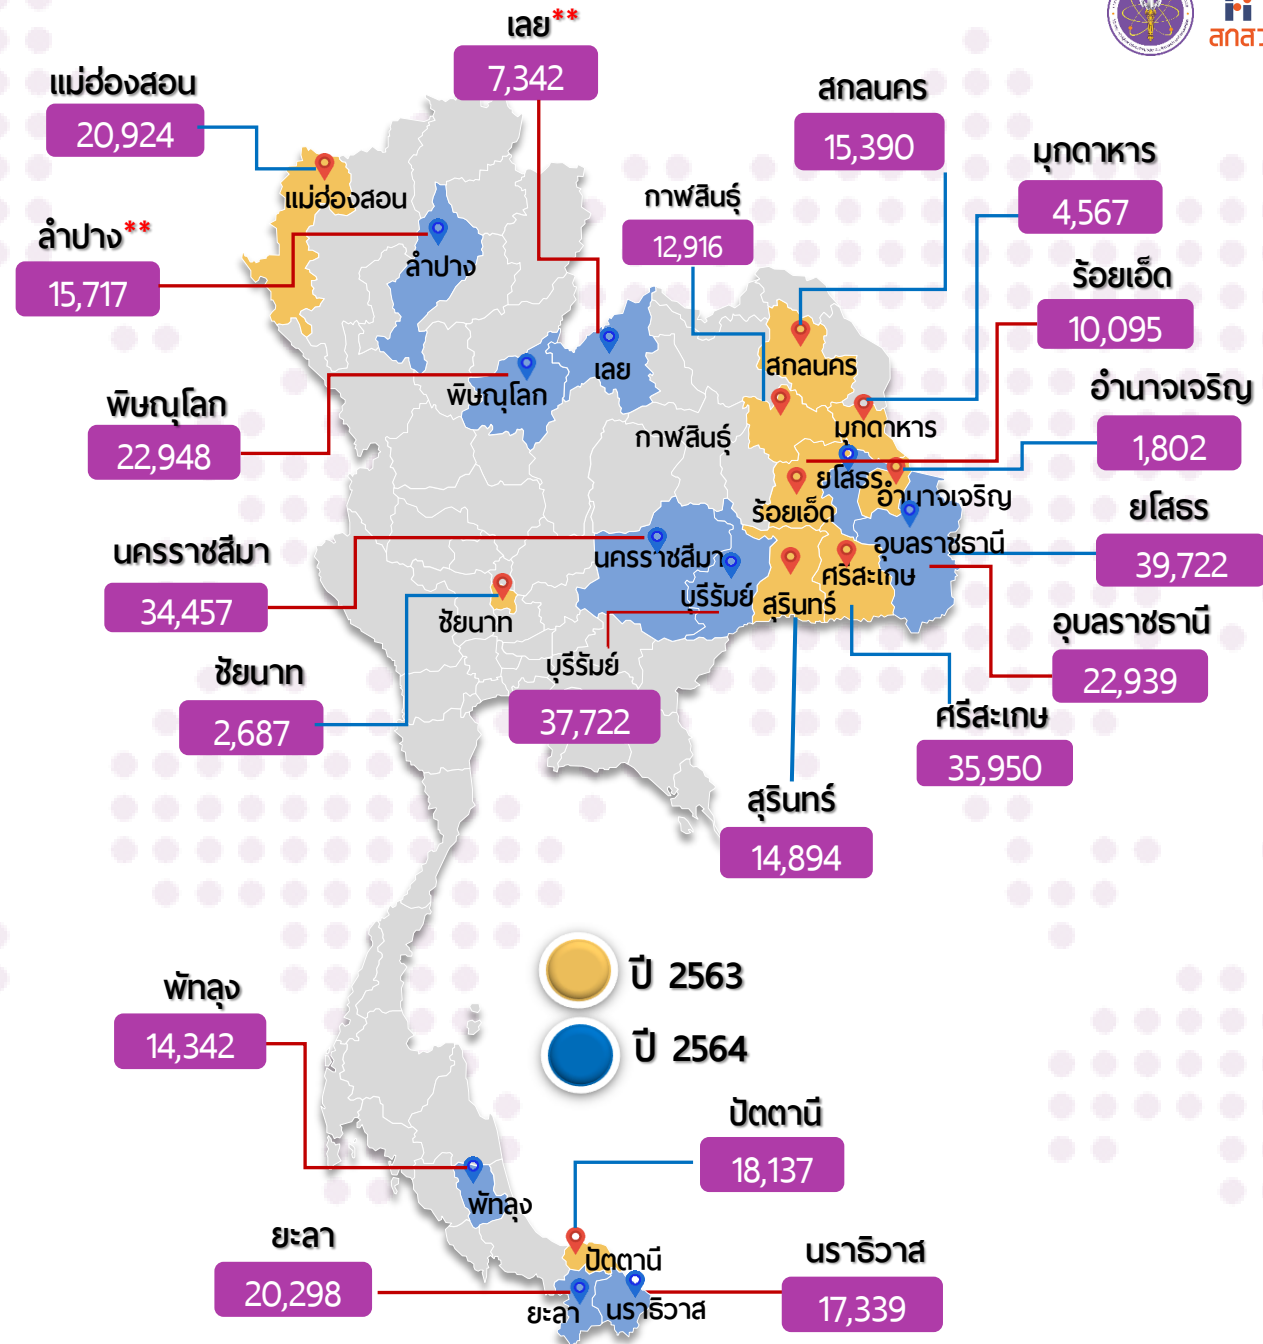 เลย**
7,342
แม่ฮ่องสอน
20,924
สกลนคร
15,390
มุกดาหาร
4,567
กาฬสินธุ์
12,916
ลำปาง**
15,717
ร้อยเอ็ด
10,095
พิษณุโลก
22,948
อำนาจเจริญ
1,802
ยโสธร
39,722
นครราชสีมา
34,457
อุบลราชธานี
22,939
ชัยนาท
2,687
บุรีรัมย์
37,722
ศรีสะเกษ
35,950
สุรินทร์
14,894
แม่ฮ่องสอน
ลำปาง
เลย
พิษณุโลก
สกลนคร
กาฬสินธุ์
มุกดาหาร
ยโสธร
อำนาจเจริญ
ร้อยเอ็ด
อุบลราชธานี
นครราชสีมา
ศรีสะเกษ
บุรีรัมย์
สุรินทร์
ชัยนาท
ปี 2563
ปี 2564
พัทลุง
14,342
ปัตตานี
18,137
พัทลุง
ยะลา
20,298
นราธิวาส
17,339
ปัตตานี
ยะลา
นราธิวาส